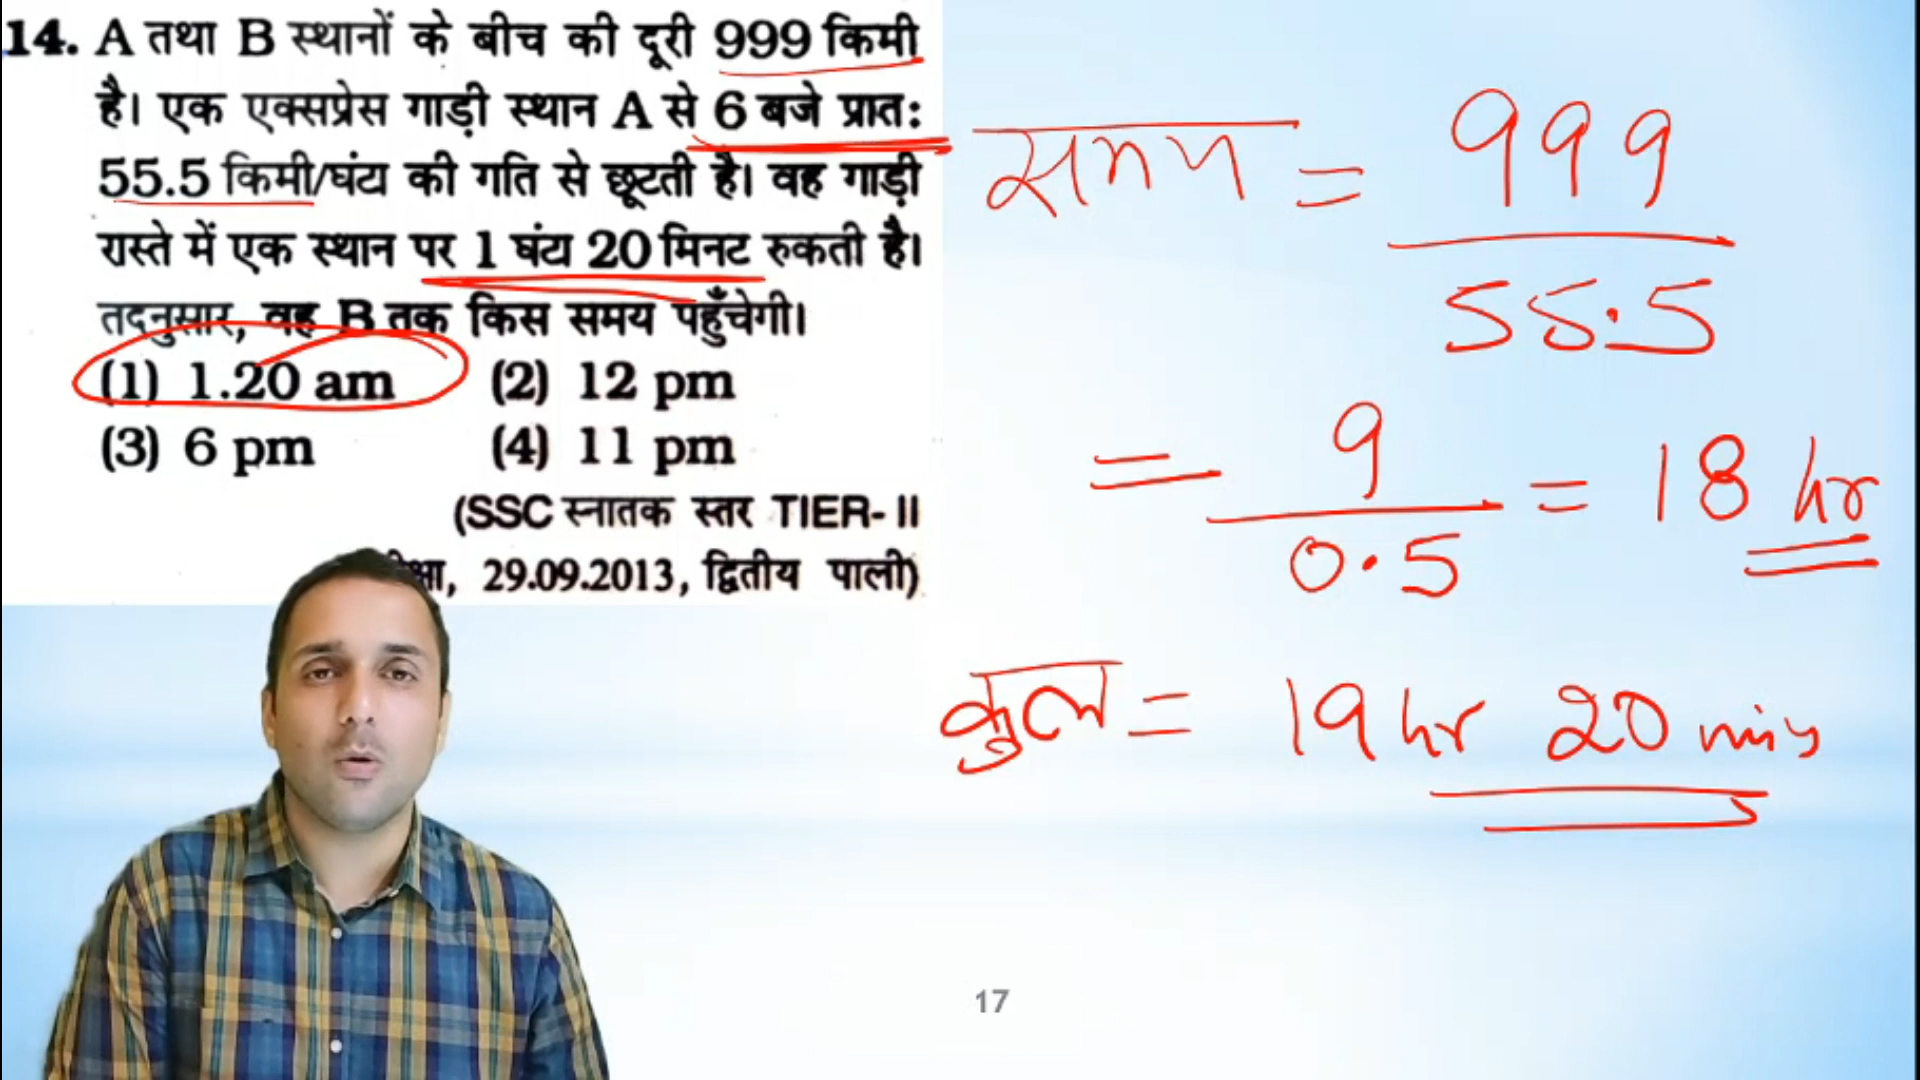 14. A तथा B स्थानों के बीच की दूरी 999 किमी
है। एक एक्सप्रेस गाड़ी स्थान A से 6 बजे प्रात:
55.5 किमी/घंटा की गति से छूटती है। वह गाड़ी
रास्ते में एक स्थान पर 1 घंटा 20 मिनट रुकती है।
तदनुसार, वह B तक किस समय पहुँचेगी।
(1) 1.20 am (2) 12 pm
(3) 6 pm (4) 11 pm
(SSC स्नातक स्तर TIER-II
29.09.2013, द्वितीय पाली)
समय = 999
55.5
= 9
0.5
= 18 hr
कुल = 19 hr 20 min
17